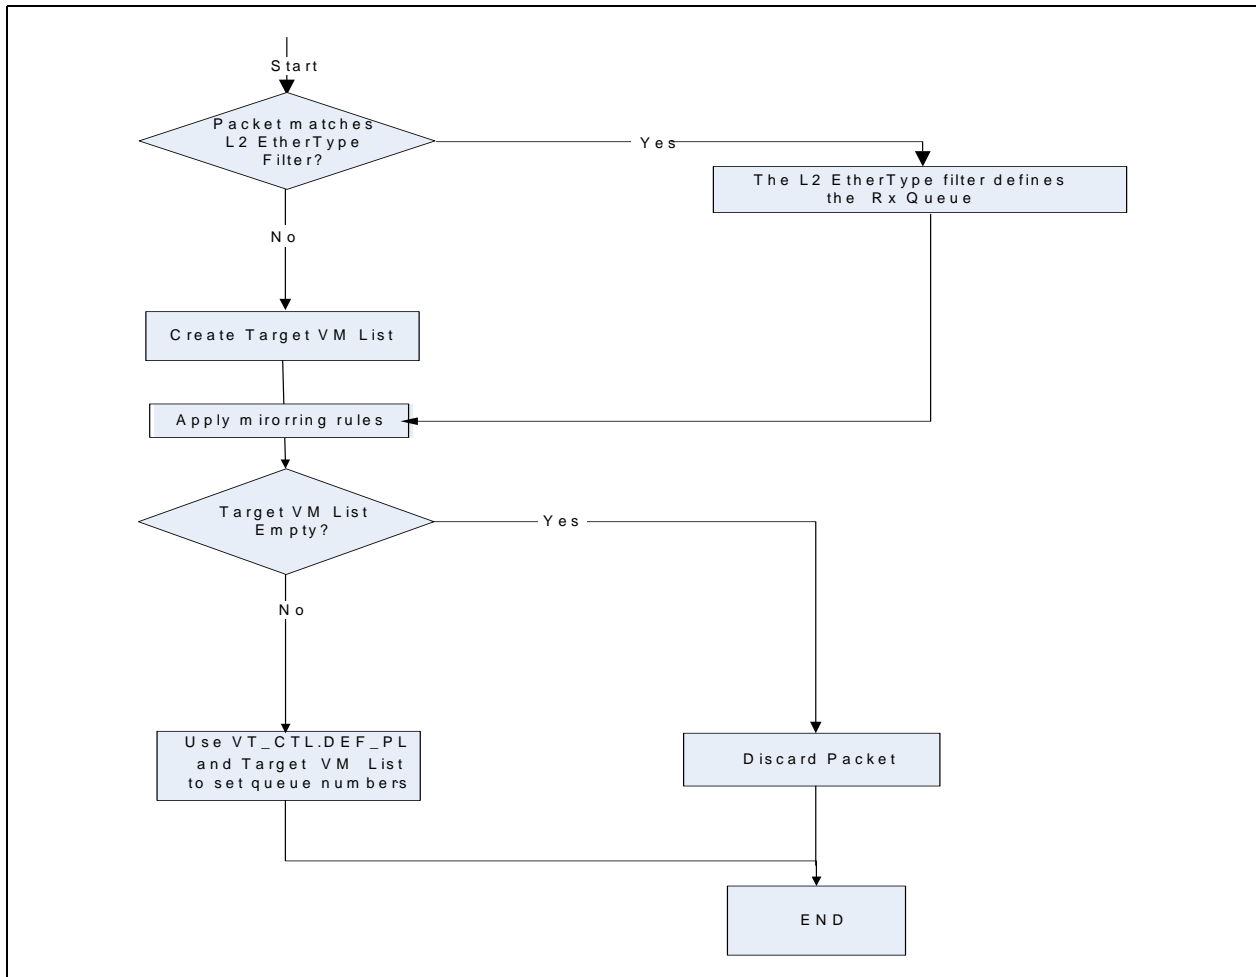 Start
Packet matches
L2 EtherType
Filter?
Yes
The L2 EtherType filter defines
the Rx Queue
No
Create Target VM List
Apply mirorring rules
Target VM List
Empty?
Yes
No
Use VT_CTL.DEF_PL
and Target VM List
to set queue numbers
Discard Packet
END